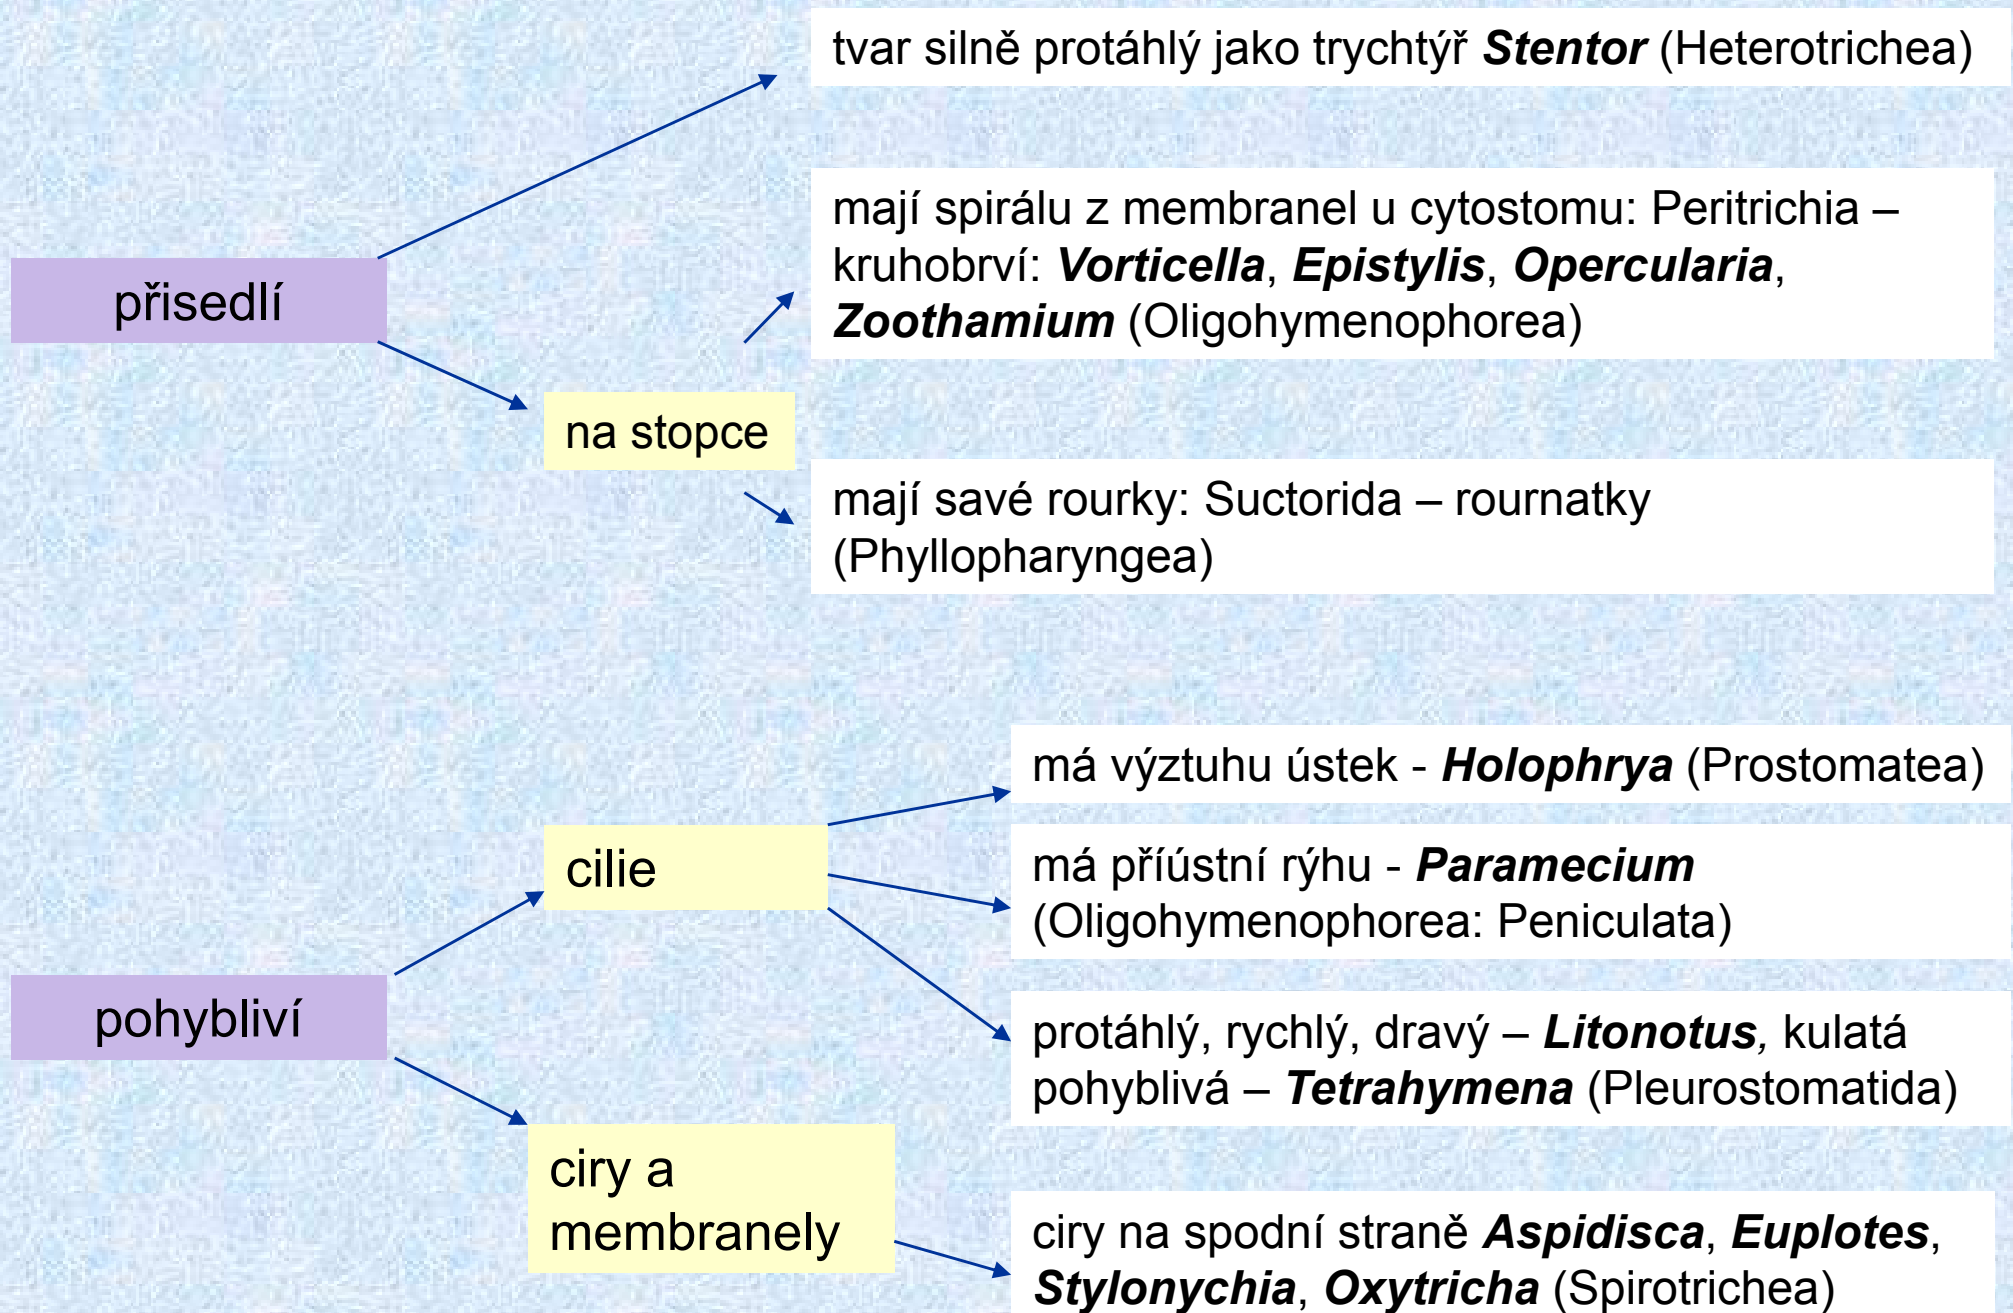 tvar silně protáhlý jako trychtýř Stentor (Heterotrichea)
mají spirálu z membranel u cytostomu: Peritrichia –
kruhobrví: Vorticella, Epistylis, Opercularia,
Zoothamium (Oligohymenophorea)
přisedlí
na stopce
mají savé rourky: Suctorida – rournatky
(Phyllopharyngea)
má výztuhu ústek - Holophrya (Prostomatea)
cilie
má příústní rýhu - Paramecium
(Oligohymenophorea: Peniculata)
pohybliví
protáhlý, rychlý, dravý – Litonotus, kulatá
pohyblivá – Tetrahymena (Pleurostomatida)
ciry a
membranely
ciry na spodní straně Aspidisca, Euplotes,
Stylonychia, Oxytricha (Spirotrichea)